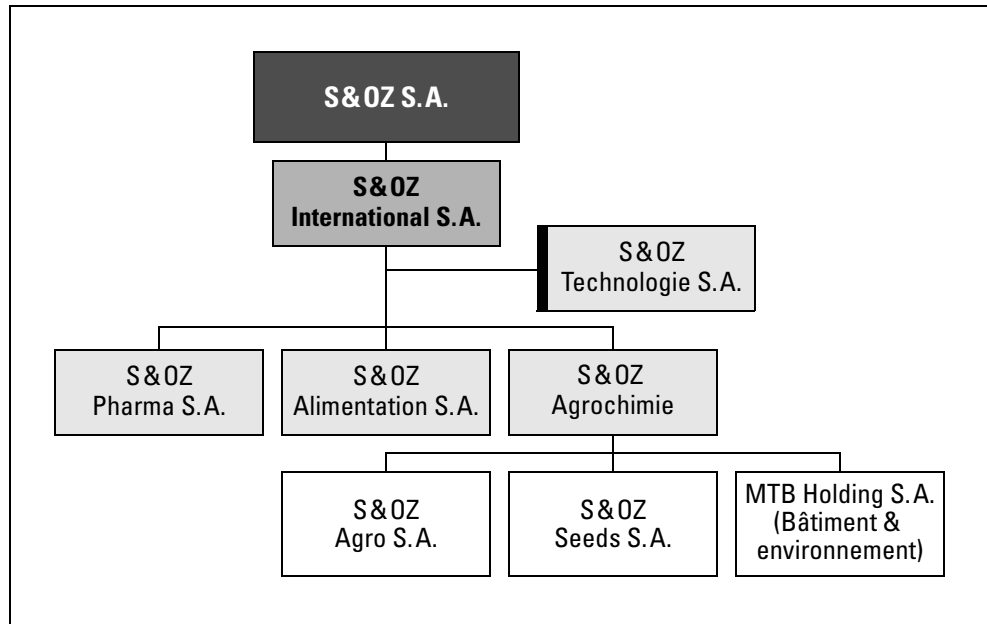 S&OZ S.A.
S&OZ
International S.A.
S&OZ
Technologie S.A.
S&OZ
Pharma S.A.
S&OZ
Alimentation S.A.
S&OZ
Agrochimie
S&OZ
Agro S.A.
S&OZ
Seeds S.A.
MTB Holding S.A.
(Bâtiment &
environnement)